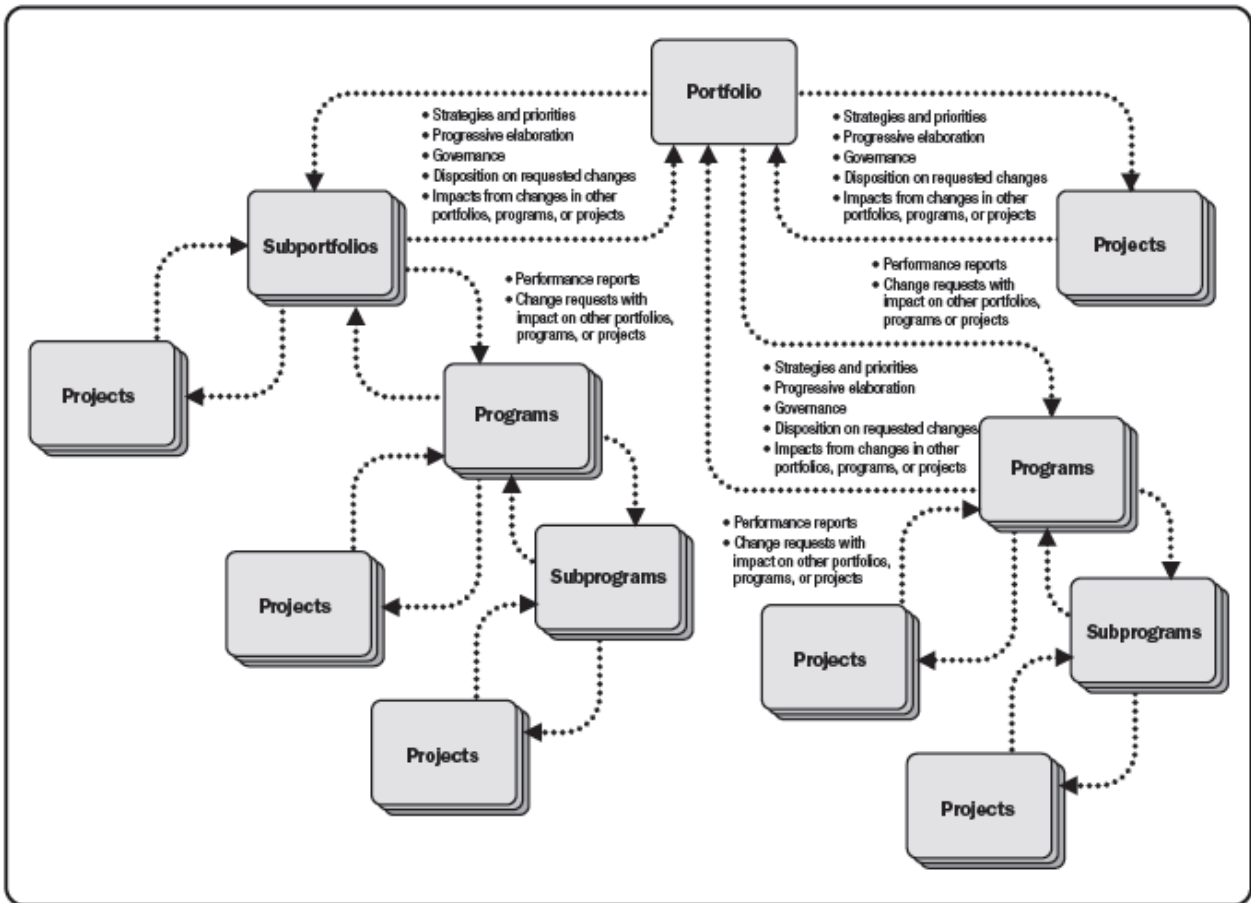 Portfolio
• Strategies and priorities
• Progressive elaboration
• Governance
• Disposition on requested changes
• Impacts from changes in other
portfolios, programs, or projects
• Strategies and priorities
• Progressive elaboration
• Governance
• Disposition on requested changes
• Impacts from changes in other
portfolios, programs, or projects
Subportfolios
Projects
• Performance reports
• Change requests with
impact on other portfolios,
programs, or projects
• Performance reports
• Change requests with
impact on other portfolios,
programs or projects
Projects
Programs
• Strategies and priorities
• Progressive elaboration
• Governance
• Disposition on requested changes
• Impacts from changes in other
portfolios, programs, or projects
Programs
• Performance reports
• Change requests with
impact on other portfolios,
programs, or projects
Projects
Subprograms
Projects
Subprograms
Projects
Projects